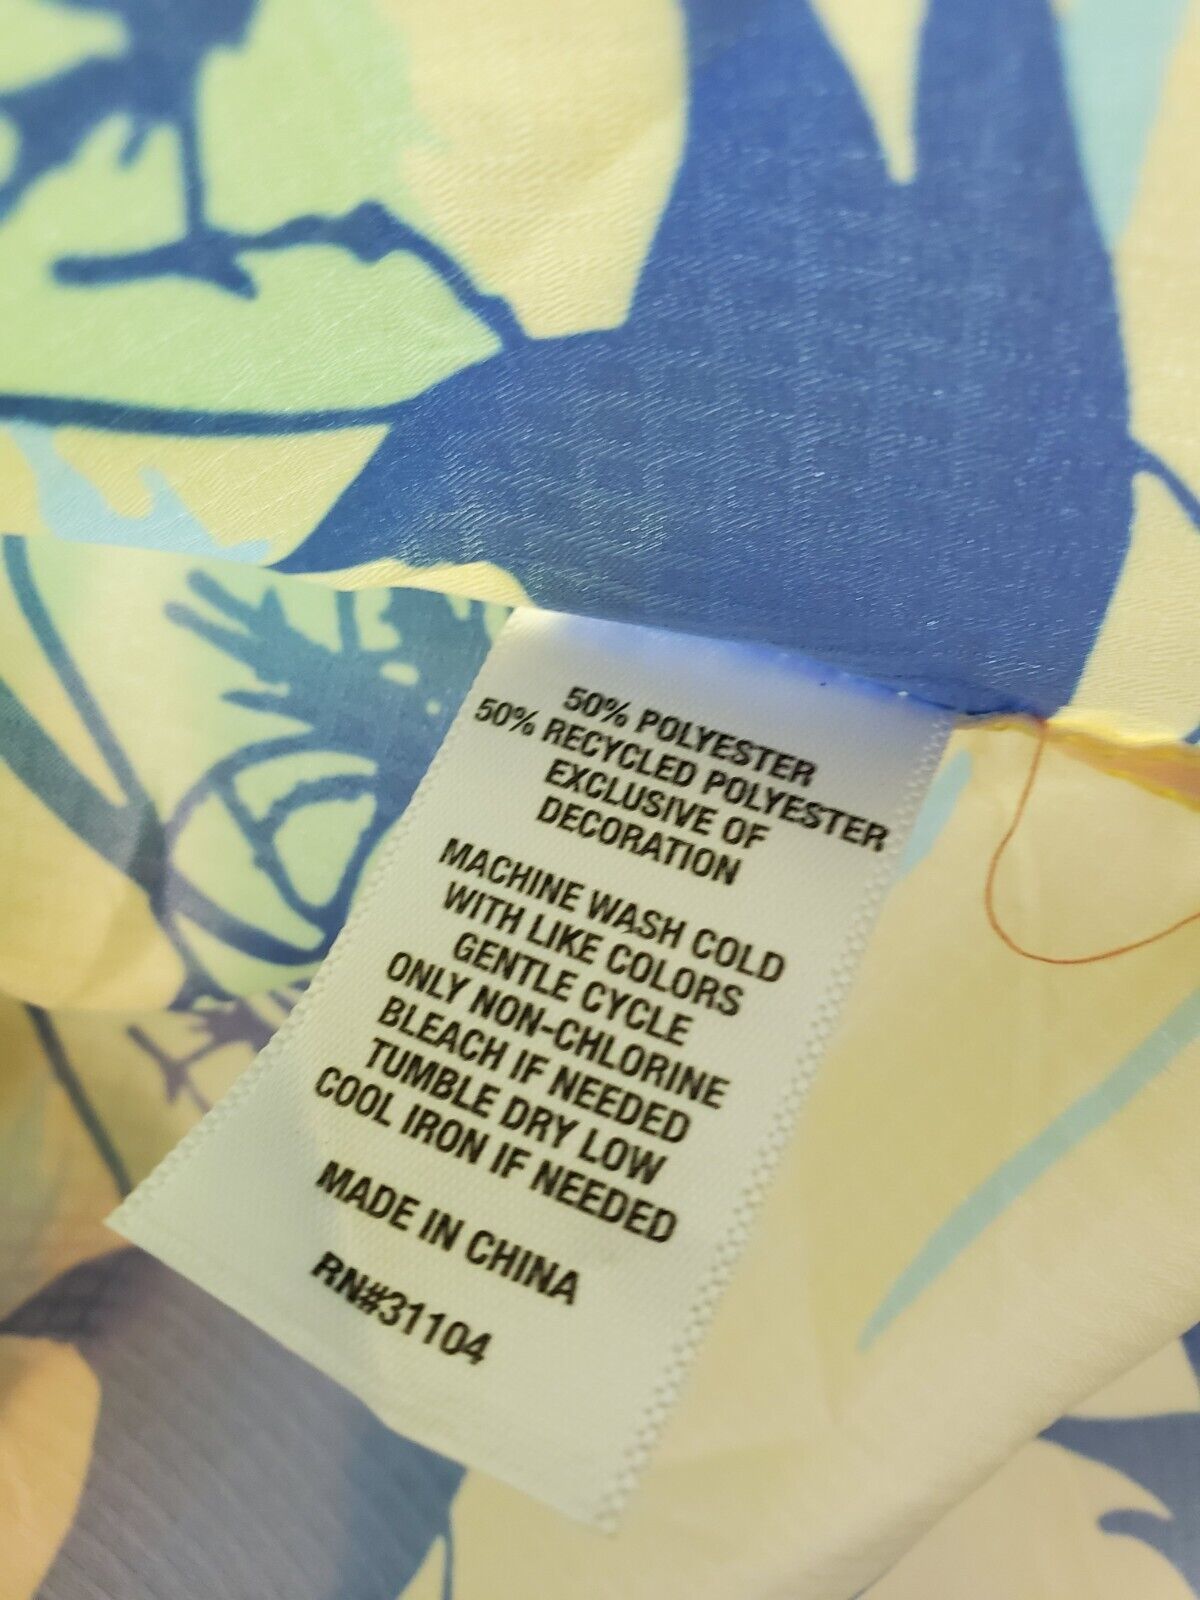 50% POLYESTER
50% RECYCLED POLYESTER
EXCLUSIVE OF
DECORATION
MACHINE WASH COLD
WITH LIKE COLORS
GENTLE CYCLE
ONLY NON-CHLORINE
BLEACH IF NEEDED
TUMBLE DRY LOW
COOL IRON IF NEEDED
MADE IN CHINA
RN#31104